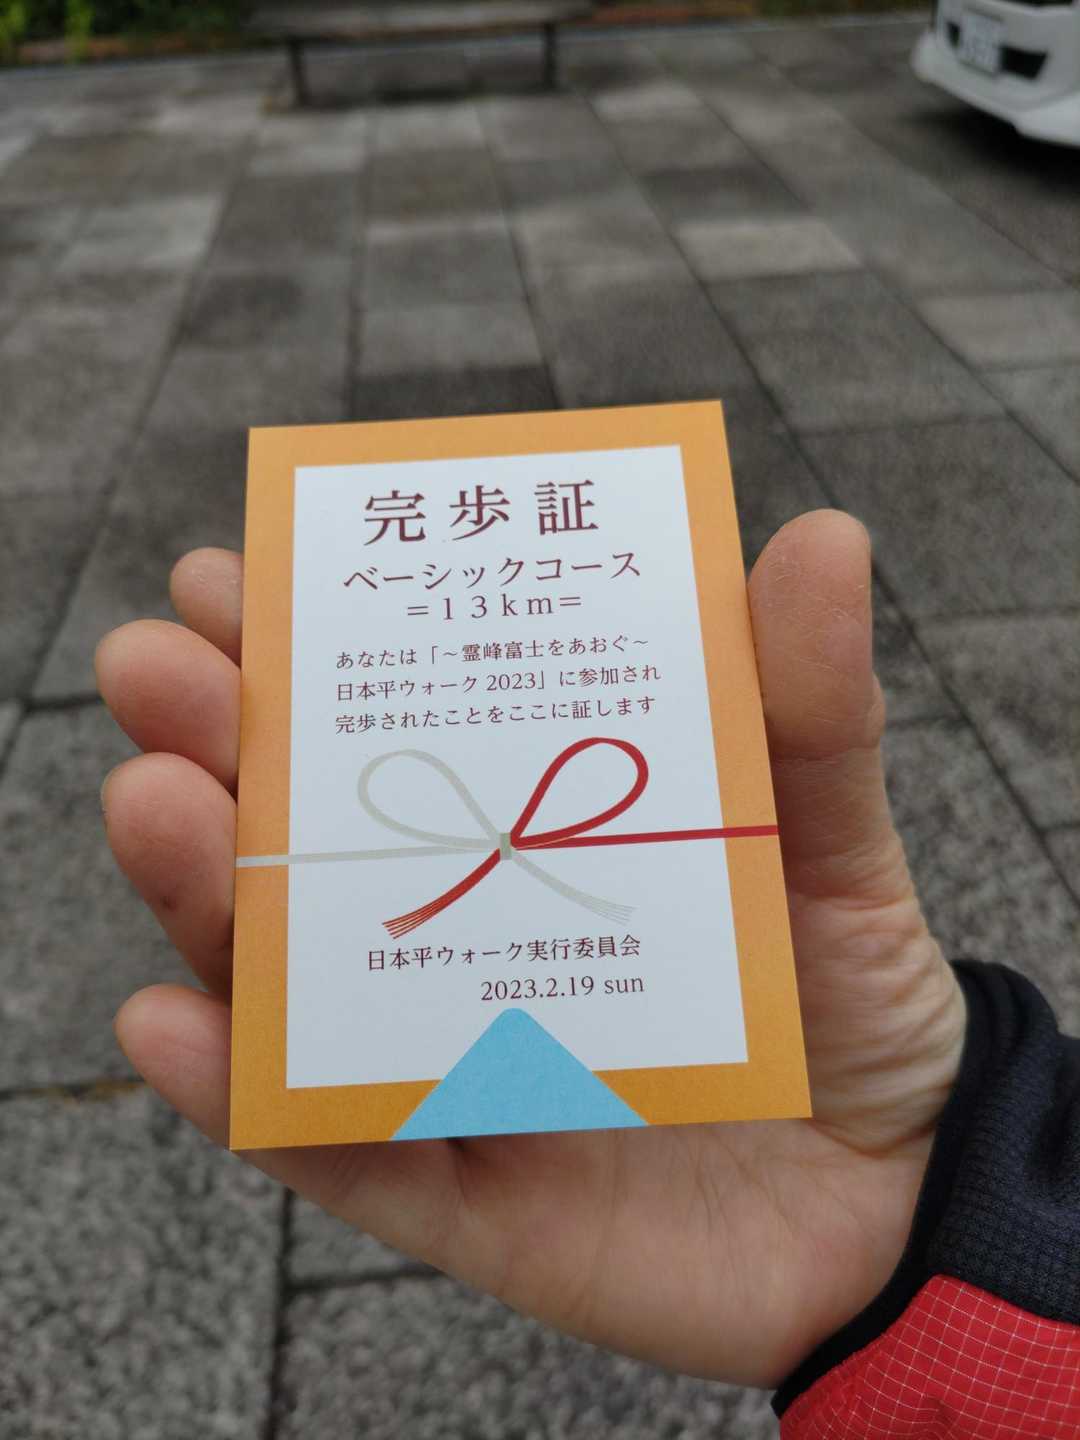 完歩証
ベーシックコース
＝１３ｋｍ＝
あなたは「～霊峰富士をあおぐ～
日本平ウォーク2023」に参加され
完歩されたことをここに証します
日本平ウォーク実行委員会
2023.2.19 sun